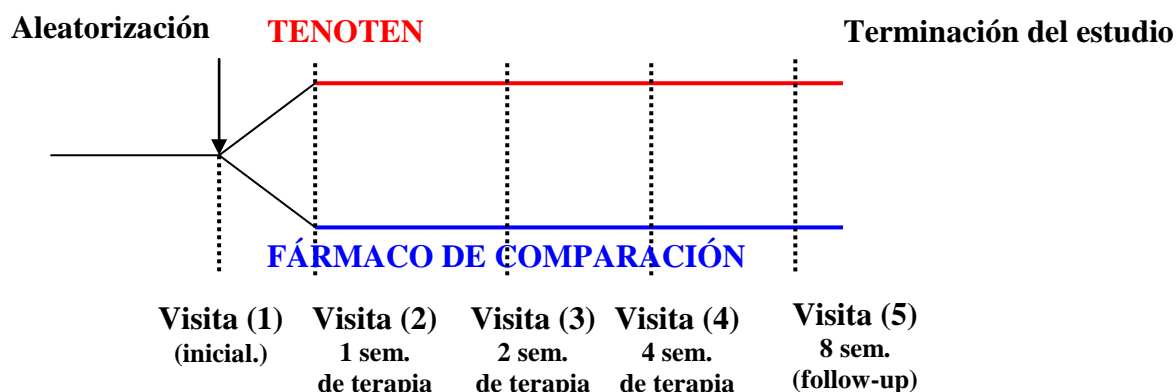 Aleatorización TENOTEN Terminación del estudio
FÁRMACO DE COMPARACIÓN
Visita (1) Visita (2) Visita (3) Visita (4) Visita (5)
(inicial.) 1 sem. 2 sem. 4 sem. 8 sem.
de terapia de terapia de terapia (follow-up)